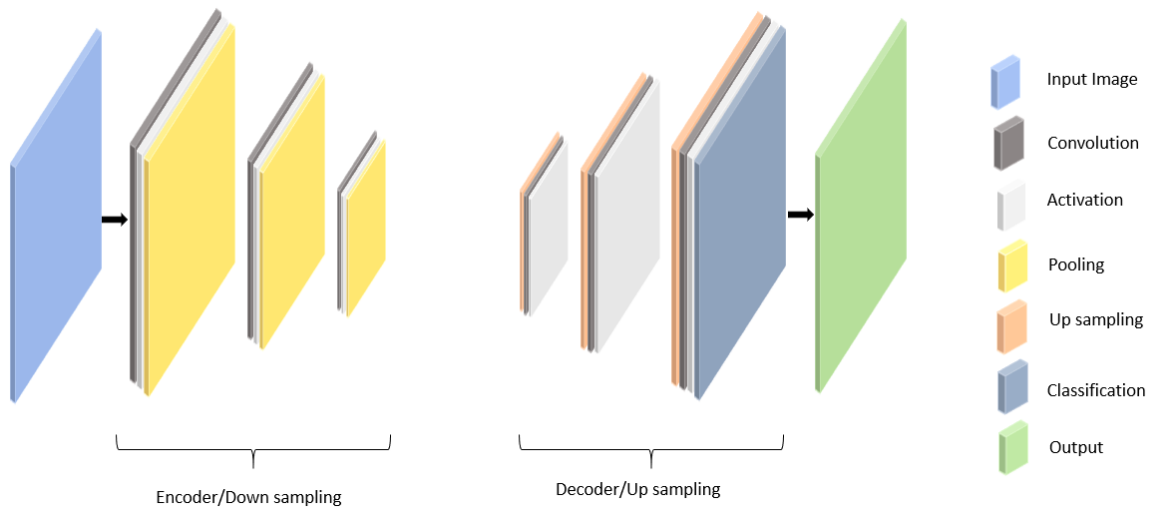 Input Image
Convolution
Activation
Pooling
Up sampling
Classification
Output
Encoder/Down sampling
Decoder/Up sampling